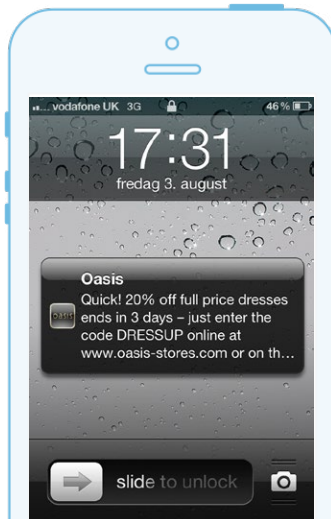 vodafone UK 3G 46%
17:31
fredag 3. august
Oasis
Quick! 20% off full price dresses
OASIS
ends in 3 days – just enter the
code DRESSUP online at
www.oasis-stores.com or on th...
slide to unlock